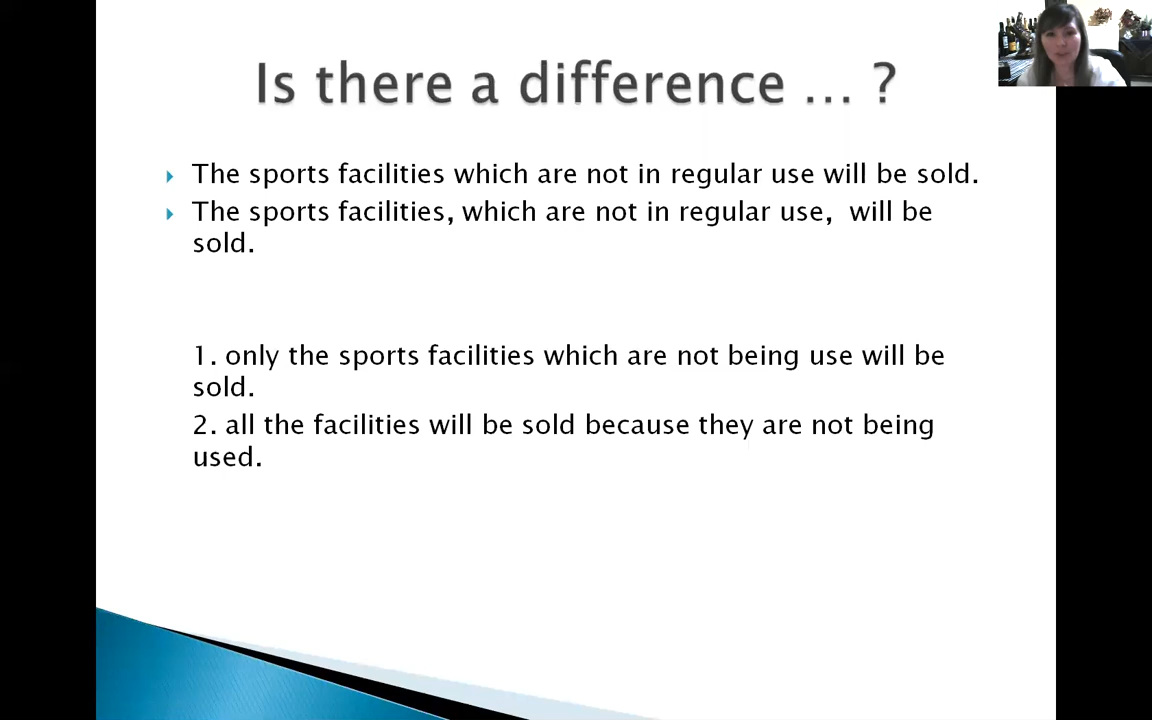 Is there a difference ... ?
The sports facilities which are not in regular use will be sold.
The sports facilities, which are not in regular use,  will be
sold.
1. only the sports facilities which are not being use will be
sold.
2. all the facilities will be sold because they are not being
used.